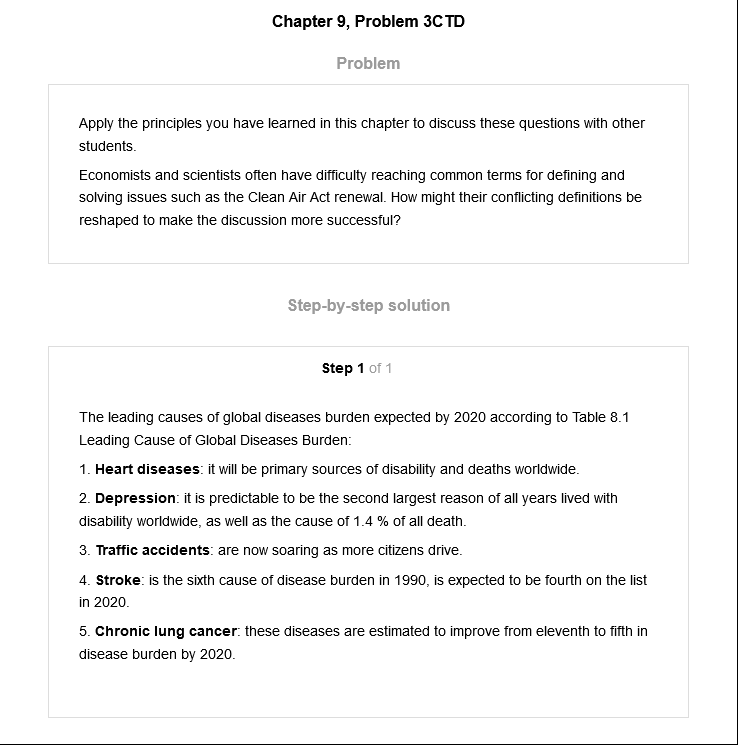 Chapter 9, Problem 3CTD
Problem
Apply the principles you have learned in this chapter to discuss these questions with other
students.
Economists and scientists often have difficulty reaching common terms for defining and
solving issues such as the Clean Air Act renewal. How might their conflicting definitions be
reshaped to make the discussion more successful?
Step-by-step solution
Step 1 of 1
The leading causes of global diseases burden expected by 2020 according to Table 8.1
Leading Cause of Global Diseases Burden:
1. Heart diseases: it will be primary sources of disability and deaths worldwide.
2. Depression: it is predictable to be the second largest reason of all years lived with
disability worldwide, as well as the cause of 1.4 % of all death.
3. Traffic accidents: are now soaring as more citizens drive.
4. Stroke: is the sixth cause of disease burden in 1990, is expected to be fourth on the list
in 2020.
5. Chronic lung cancer: these diseases are estimated to improve from eleventh to fifth in
disease burden by 2020.